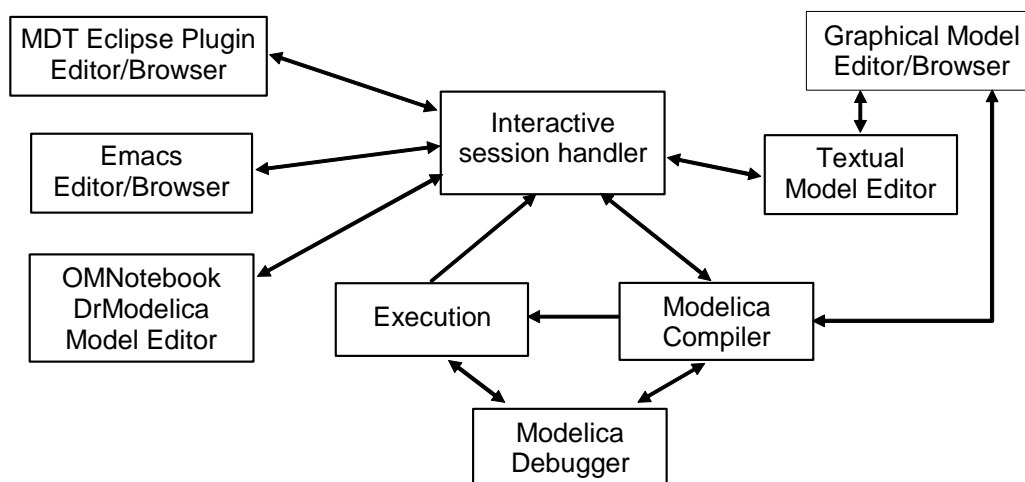 MDT Eclipse Plugin
Editor/Browser
Graphical Model
Editor/Browser
Interactive
session handler
Emacs
Editor/Browser
Textual
Model Editor
OMNotebook
DrModelica
Model Editor
Execution
Modelica
Compiler
Modelica
Debugger